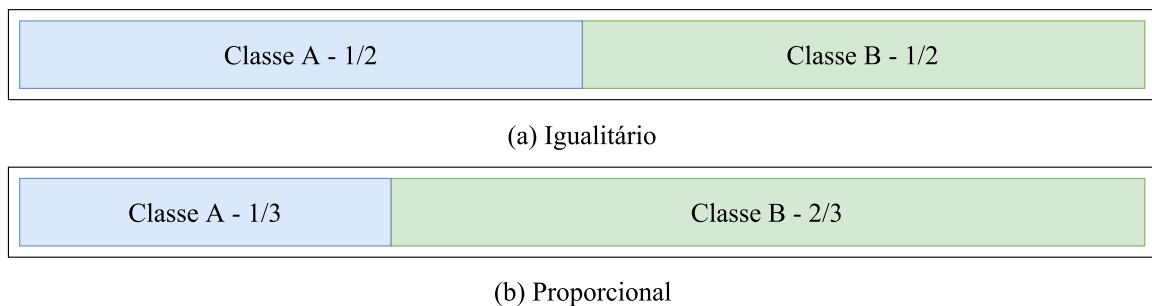 Classe A - 1/2 Classe B - 1/2
(a) Igualitário
Classe A - 1/3 Classe B - 2/3
(b) Proporcional